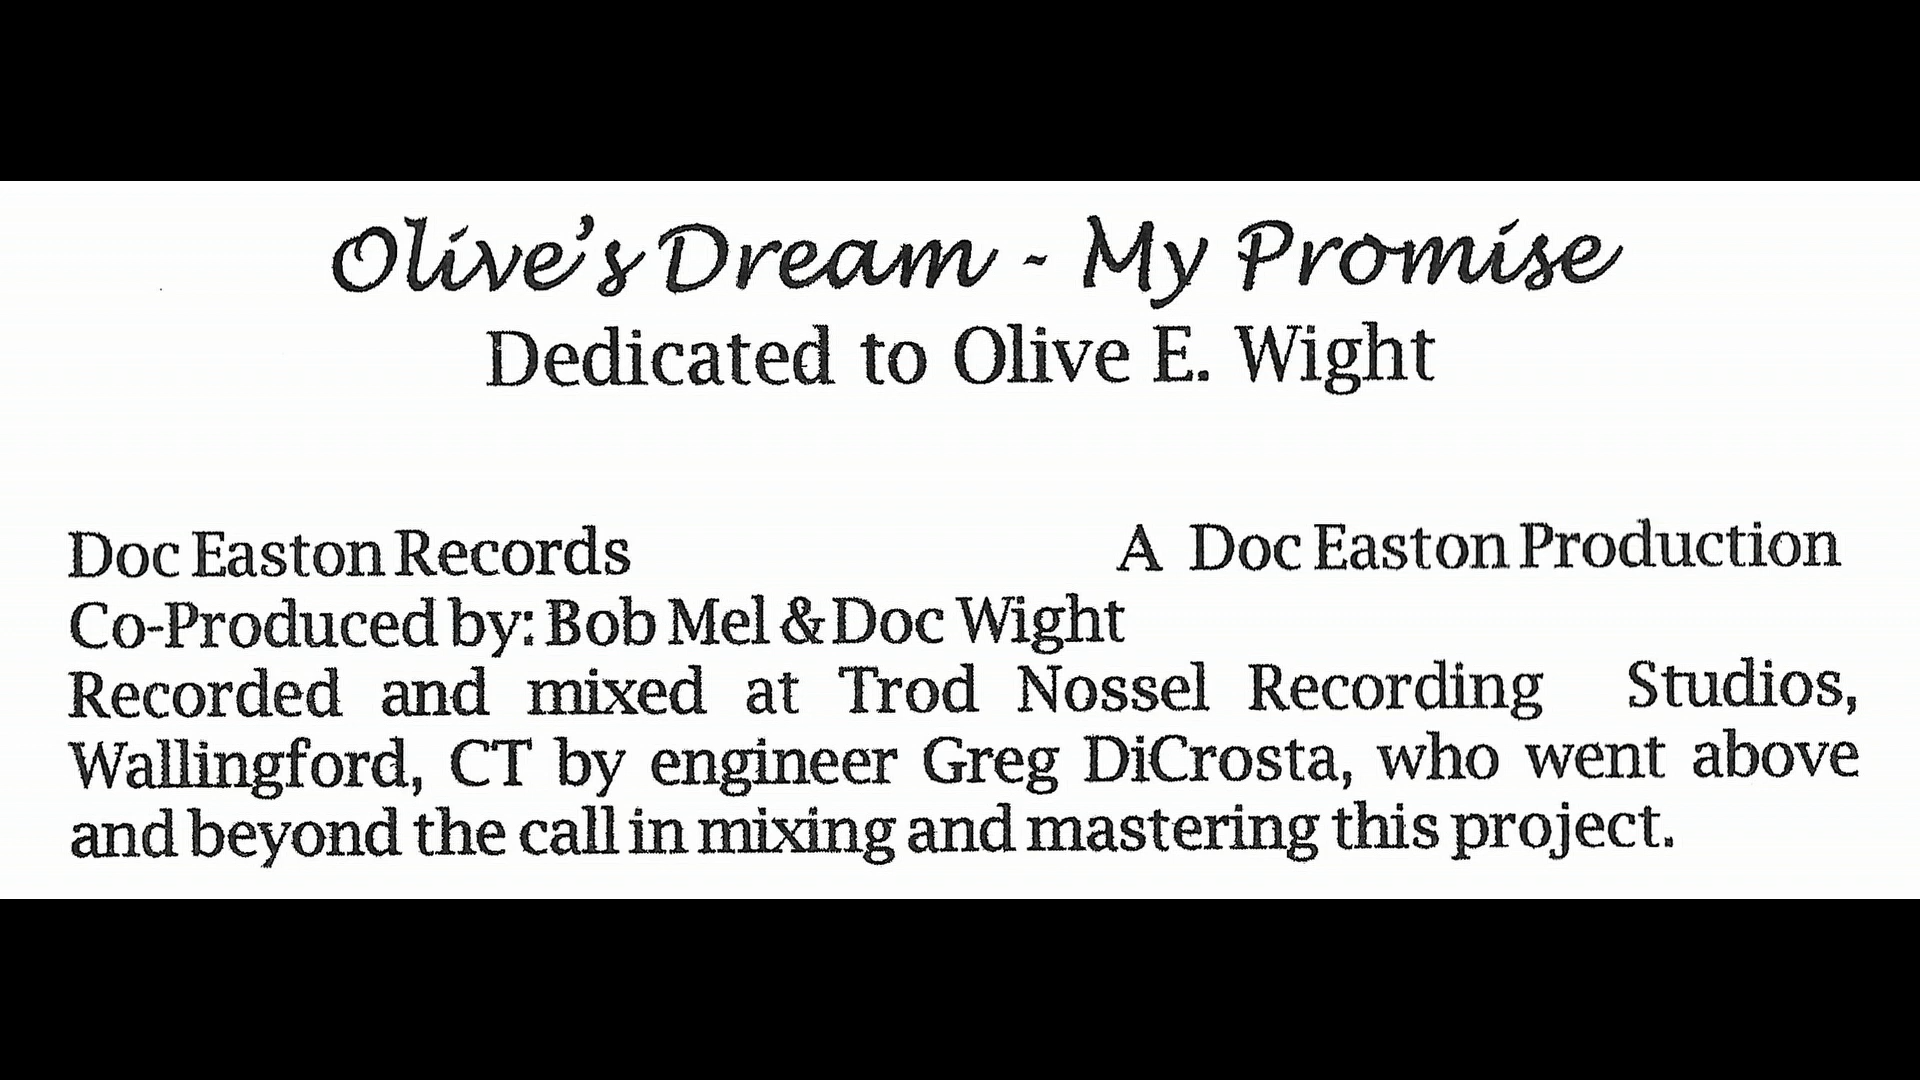 Olive's Dream - My Promise
Dedicated to Olive E. Wight
Doc Easton Records A Doc Easton Production
Co-Produced by: Bob Mel & Doc Wight
Recorded and mixed at Trod Nossel Recording Studios,
Wallingford, CT by engineer Greg DiCrosta, who went above
and beyond the call in mixing and mastering this project.